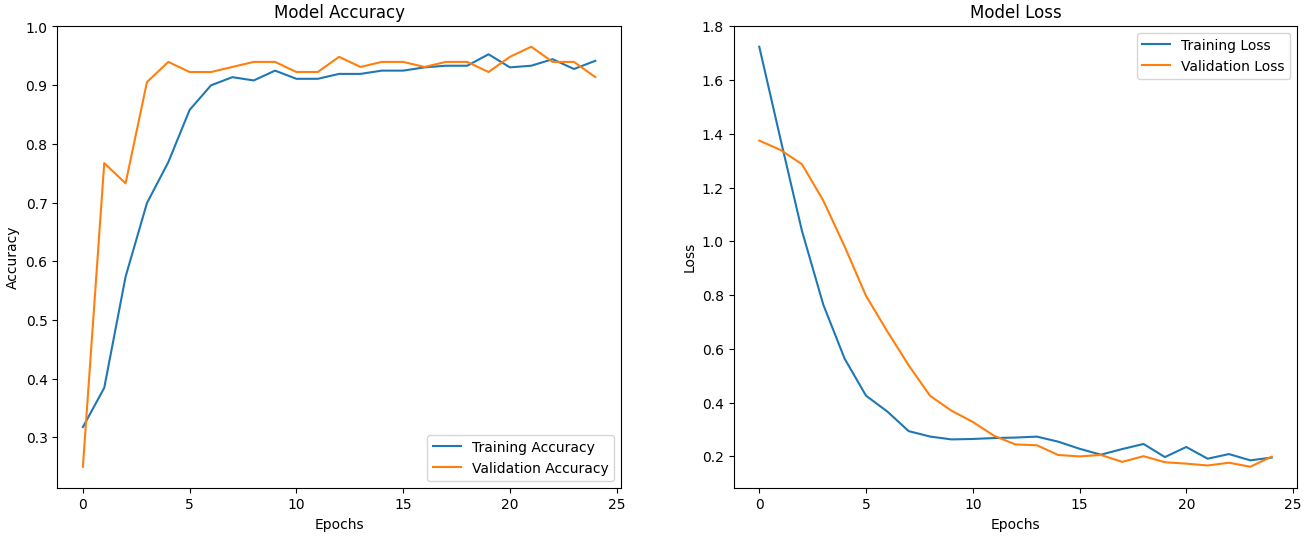 Model Accuracy
1.0
0.9
0.8
0.7
0.6
0.5
0.4
0.3
Accuracy
Training Accuracy
Validation Accuracy
0 5 10 15 20 25
Epochs
Model Loss
1.8
1.6
1.4
1.2
1.0
0.8
0.6
0.4
0.2
Loss
Training Loss
Validation Loss
0 5 10 15 20 25
Epochs